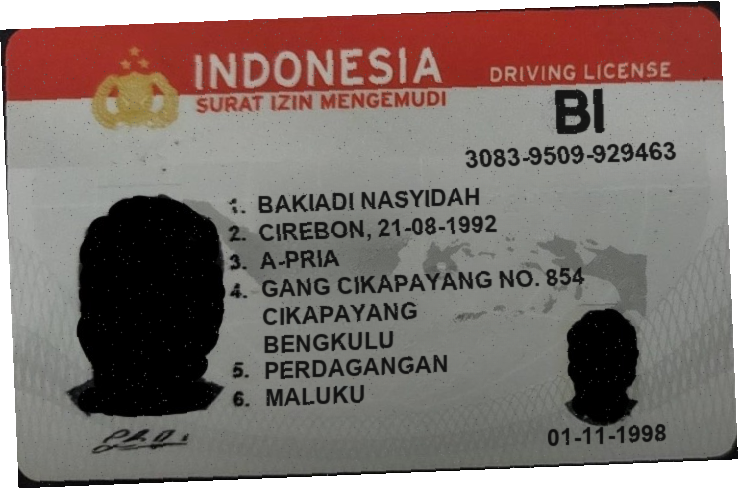 INDONESIA
SURAT IZIN MENGEMUDI
DRIVING LICENSE
BI
3083-9509-929463
1. BAKIADI NASYIDAH
2. CIREBON, 21-08-1992
3. A-PRIA
4. GANG CIKAPAYANG NO. 854
CIKAPAYANG
BENGKULU
5. PERDAGANGAN
6. MALUKU
01-11-1998